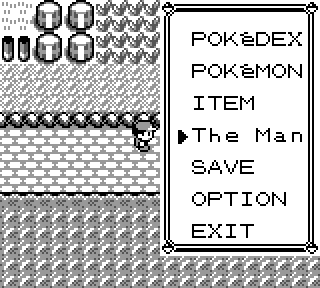 POKéDEX
POKéMON
ITEM
The Man
SAVE
OPTION
EXIT